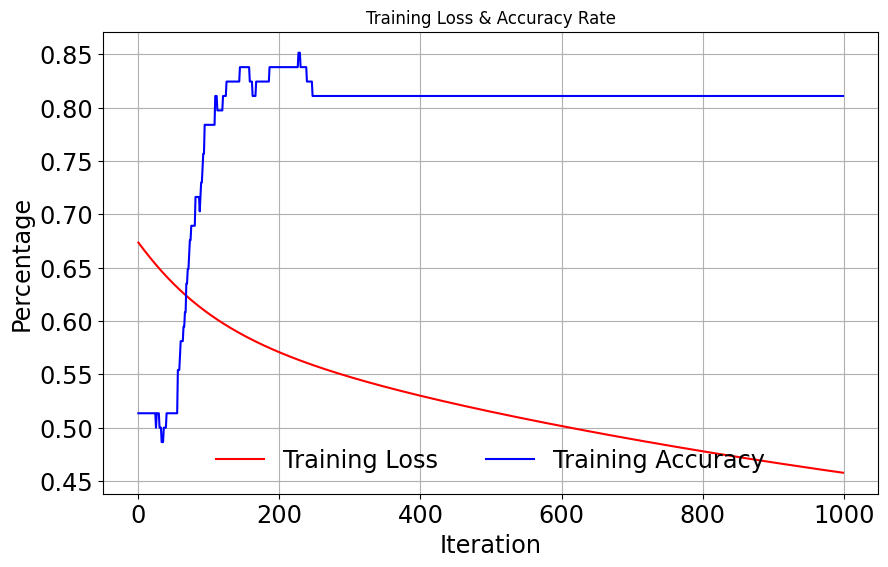 Training Loss & Accuracy Rate
0.85
0.80
0.75
0.70
0.65
0.60
0.55
0.50
0.45
Percentage
Training Loss
Training Accuracy
0 200 400 600 800 1000
Iteration